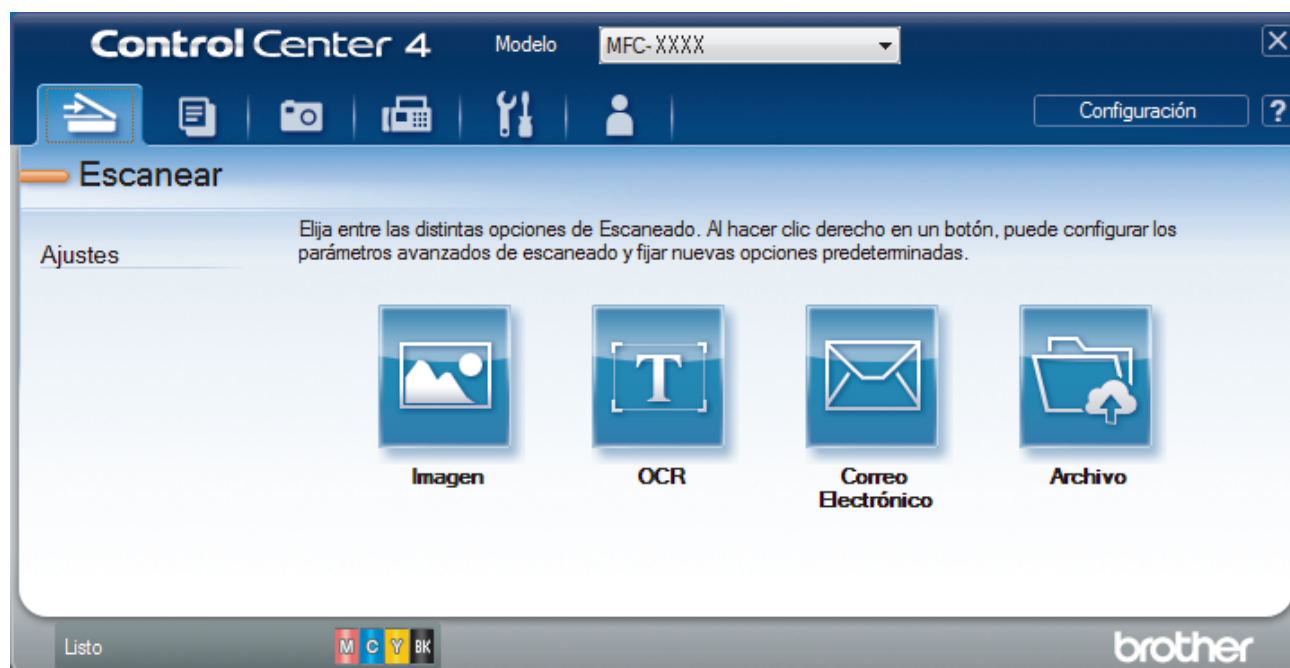 ControlCenter 4 Modelo MFC-XXXX
Configuración ?
Escanear
Ajustes
Elija entre las distintas opciones de Escaneado. Al hacer clic derecho en un botón, puede configurar los
parámetros avanzados de escaneado y fijar nuevas opciones predeterminadas.
T
Imagen OCR Correo Electrónico Archivo
Listo M C Y BK brother